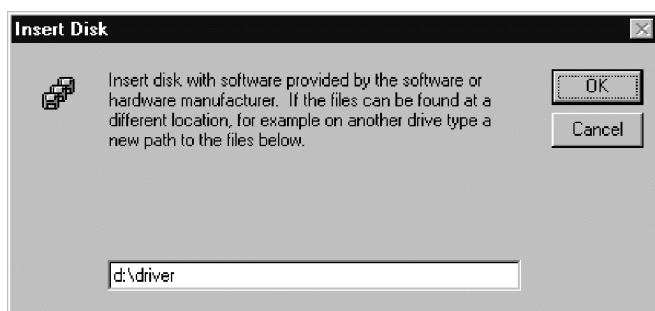 Insert Disk
Insert disk with software provided by the software or
hardware manufacturer. If the files can be found at a
different location, for example on another drive type a
new path to the files below.
OK
Cancel
d:\driver